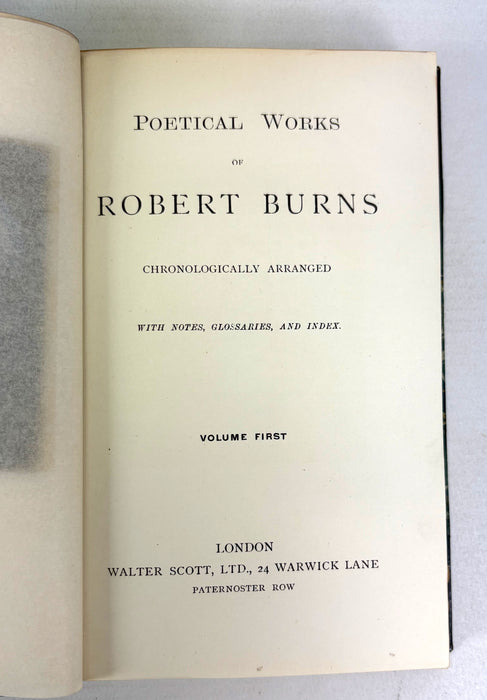 POETICAL WORKS
OF
ROBERT BURNS
CHRONOLOGICALLY ARRANGED
WITH NOTES, GLOSSARIES, AND INDEX.
VOLUME FIRST
LONDON
WALTER SCOTT, LTD., 24 WARWICK LANE
PATERNOSTER ROW